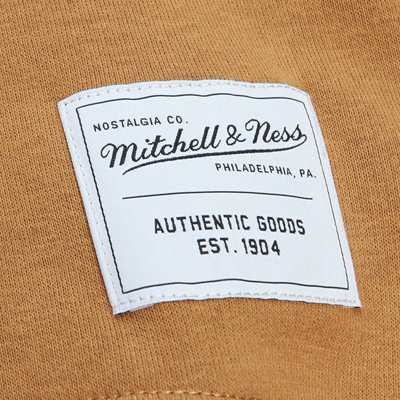 NOSTALGIA CO.
Mitchell & Ness
PHILADELPHIA, PA.
AUTHENTIC GOODS
EST. 1904